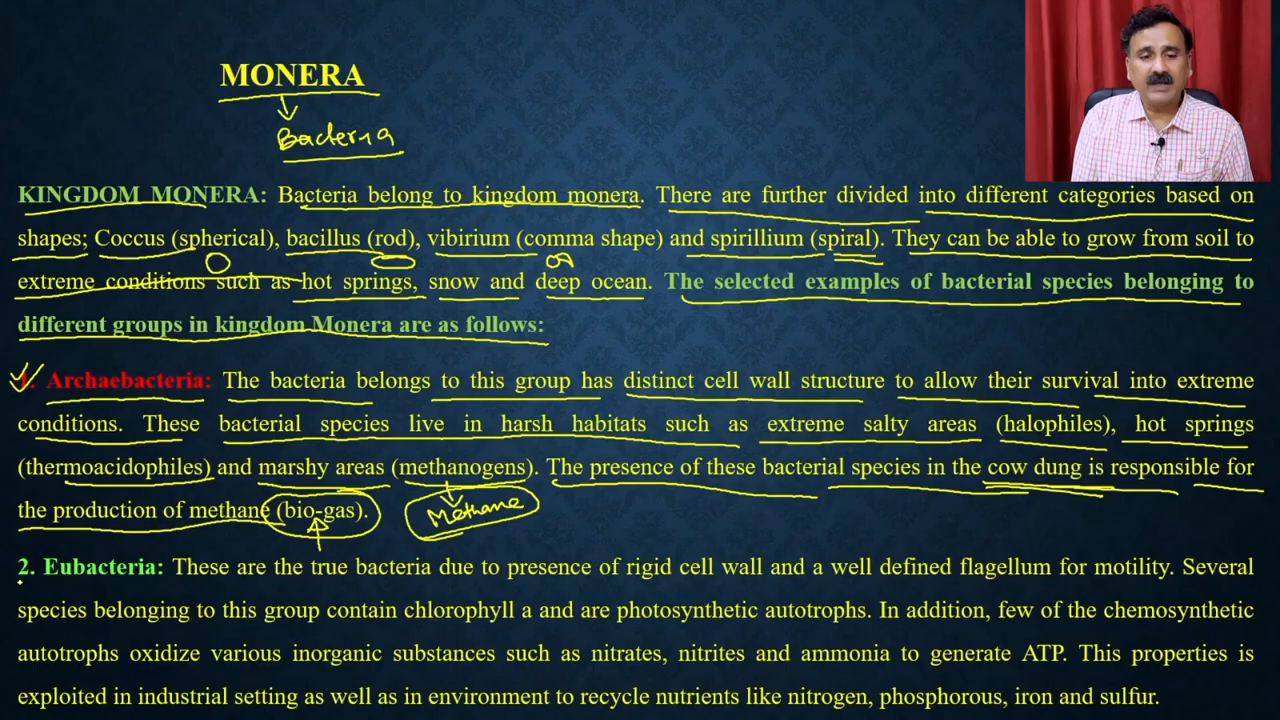 MONERA
Bacteria
KINGDOM MONERA: Bacteria belong to kingdom monera. There are further divided into different categories based on
shapes; Coccus (spherical), bacillus (rod), vibirium (comma shape) and spirillium (spiral). They can be able to grow from soil to
extreme conditions such as hot springs, snow and deep ocean. The selected examples of bacterial species belonging to
different groups in kingdom Monera are as follows:
1. Archaebacteria: The bacteria belongs to this group has distinct cell wall structure to allow their survival into extreme
conditions. These bacterial species live in harsh habitats such as extreme salty areas (halophiles), hot springs
(thermoacidophiles) and marshy areas (methanogens). The presence of these bacterial species in the cow dung is responsible for
the production of methane (bio-gas).
Methane
2. Eubacteria: These are the true bacteria due to presence of rigid cell wall and a well defined flagellum for motility. Several
species belonging to this group contain chlorophyll a and are photosynthetic autotrophs. In addition, few of the chemosynthetic
autotrophs oxidize various inorganic substances such as nitrates, nitrites and ammonia to generate ATP. This properties is
exploited in industrial setting as well as in environment to recycle nutrients like nitrogen, phosphorous, iron and sulfur.